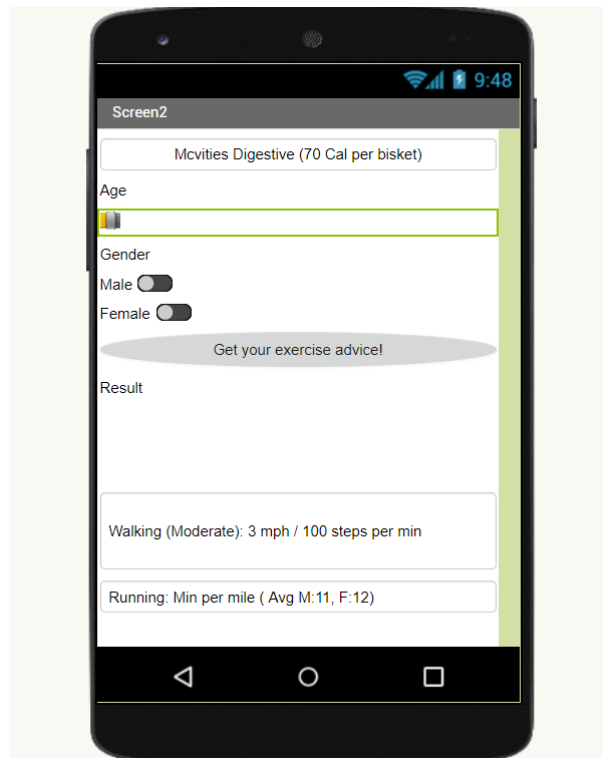 9:48
Screen2
Mcvities Digestive (70 Cal per bisket)
Age
Gender
Male
Female
Get your exercise advice!
Result
Walking (Moderate): 3 mph / 100 steps per min
Running: Min per mile ( Avg M:11, F:12)